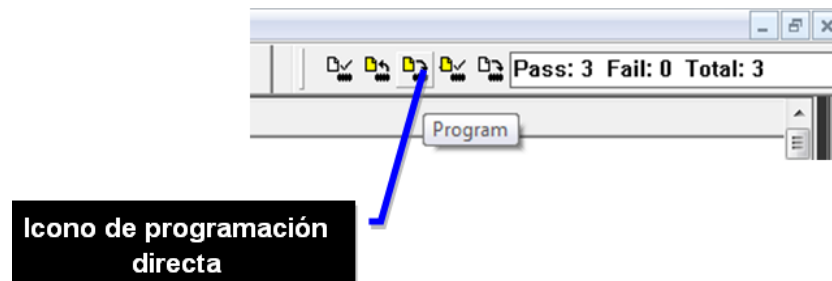 Pass: 3 Fail: 0 Total: 3
Program
Icono de programación
directa